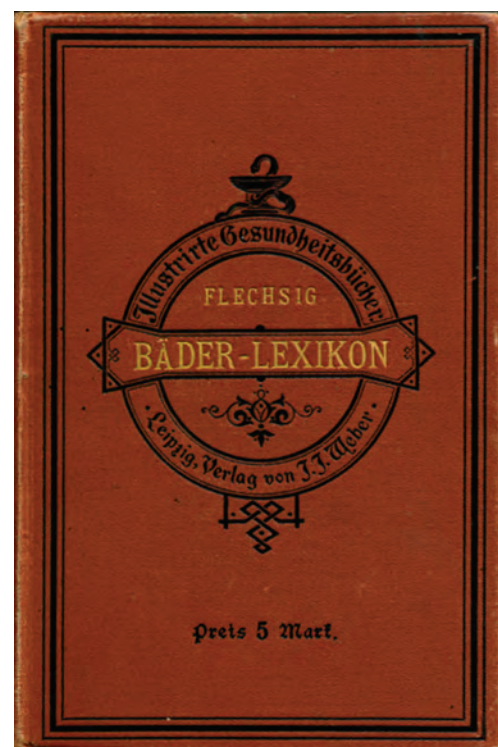 Illustrirte Gesundheitsbücher.
FLECHSIG
BÄDER-LEXIKON
· Leipzig, Verlag von J. J. Weber ·
Preis 5 Mark.